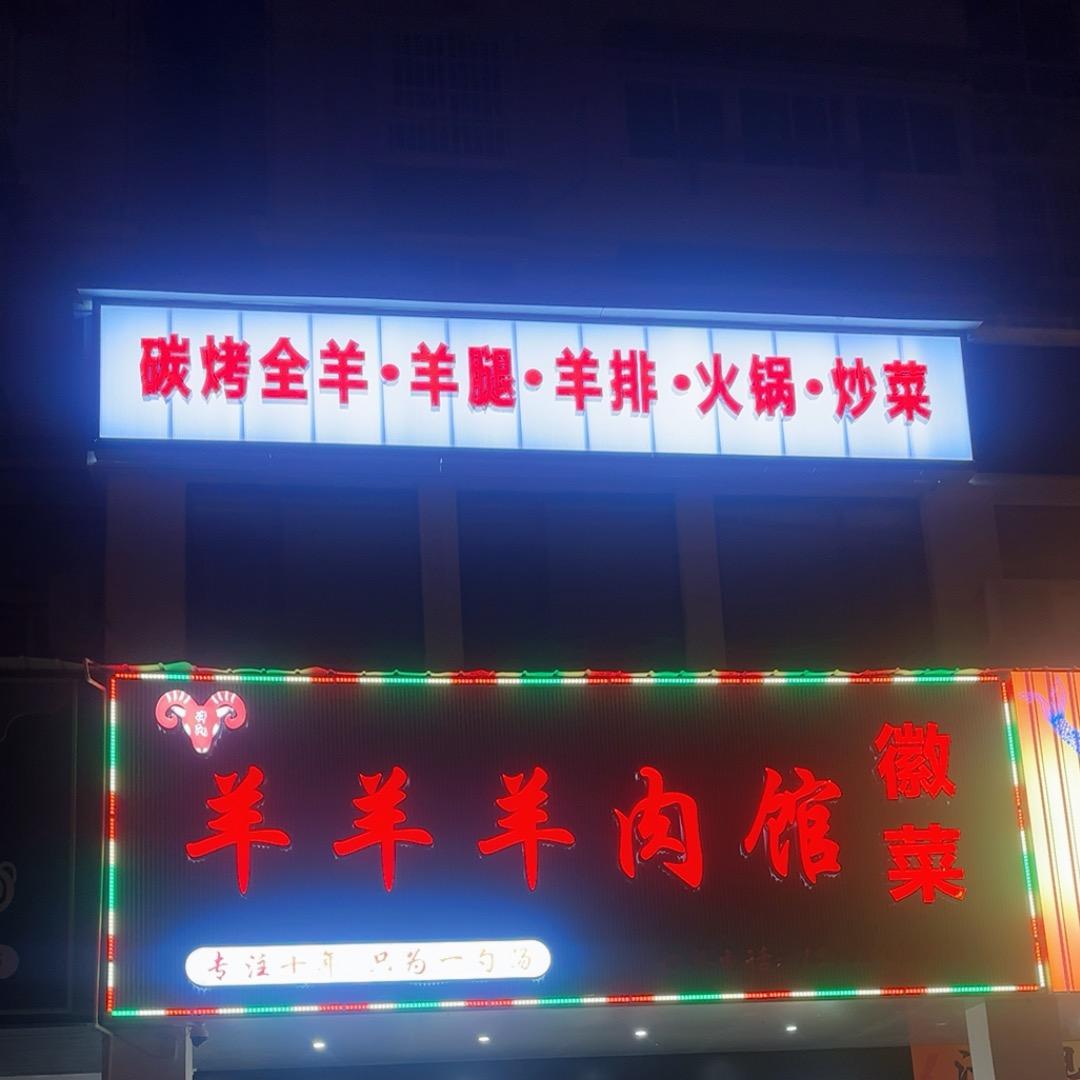 碳烤全羊·羊腿·羊排·火锅·炒菜
羊羊羊肉馆
徽菜
专注十年 只为一勺汤